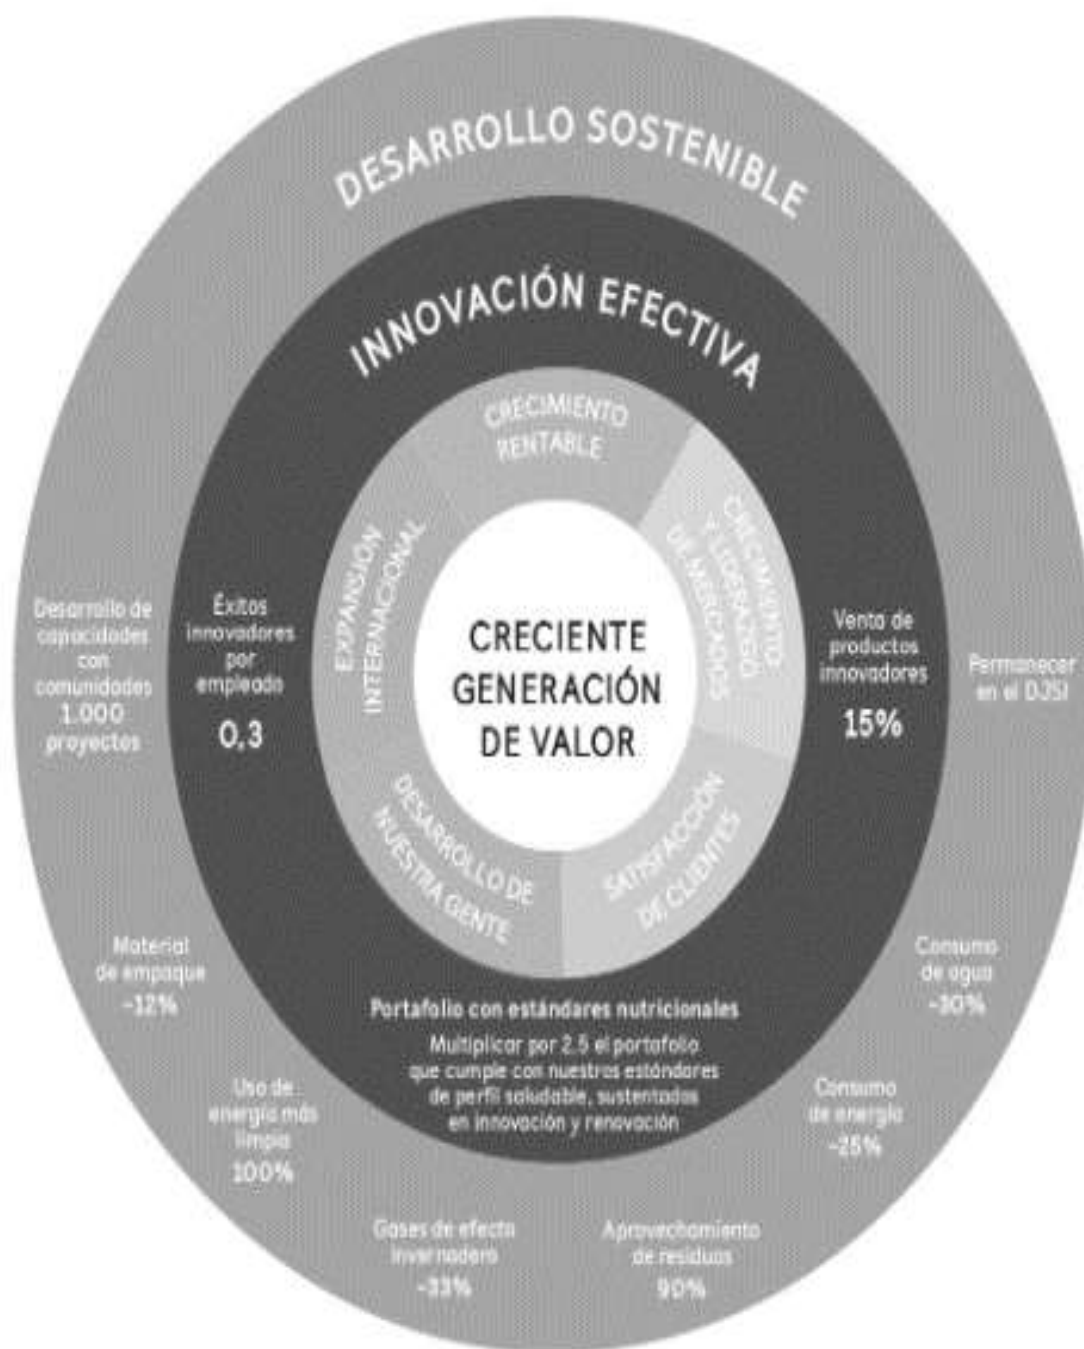 DESARROLLO SOSTENIBLE
INNOVACIÓN EFECTIVA
CRECIMIENTO
RENTABLE
CRECIMIENTO
Y LIDERAZGO
DE MERCADOS
SATISFACCIÓN
DE CLIENTES
DESARROLLO DE
NUESTRA GENTE
EXPANSIÓN
INTERNACIONAL
CRECIENTE
GENERACIÓN
DE VALOR
Éxitos
innovadores
por
empleado
0,3
Venta de
productos
innovadores
15%
Portafolio con estándares nutricionales
Multiplicar por 2,5 el portafolio
que cumple con nuestros estándares
de perfil saludable, sustentados
en innovación y renovación
Desarrollo de
capacidades
con
comunidades
1.000
proyectos
Permanecer
en el DJSI
Material
de empaque
-12%
Consumo
de agua
-30%
Uso de
energía más
limpia
100%
Consumo
de energía
-25%
Gases de efecto
invernadero
-33%
Aprovechamiento
de residuos
90%